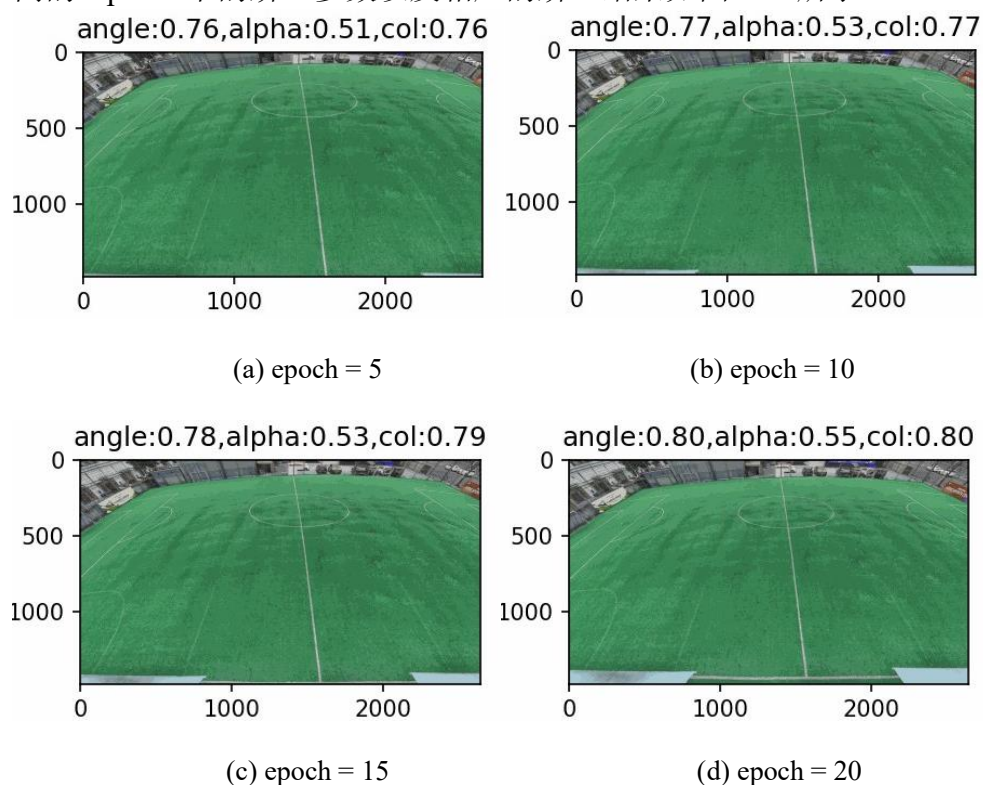 angle:0.76,alpha:0.51,col:0.76
angle:0.77,alpha:0.53,col:0.77
0
500
1000
0 1000 2000
0
500
1000
0 1000 2000
(a) epoch = 5
(b) epoch = 10
angle:0.78,alpha:0.53,col:0.79
angle:0.80,alpha:0.55,col:0.80
0
500
1000
0 1000 2000
0
500
1000
0 1000 2000
(c) epoch = 15
(d) epoch = 20